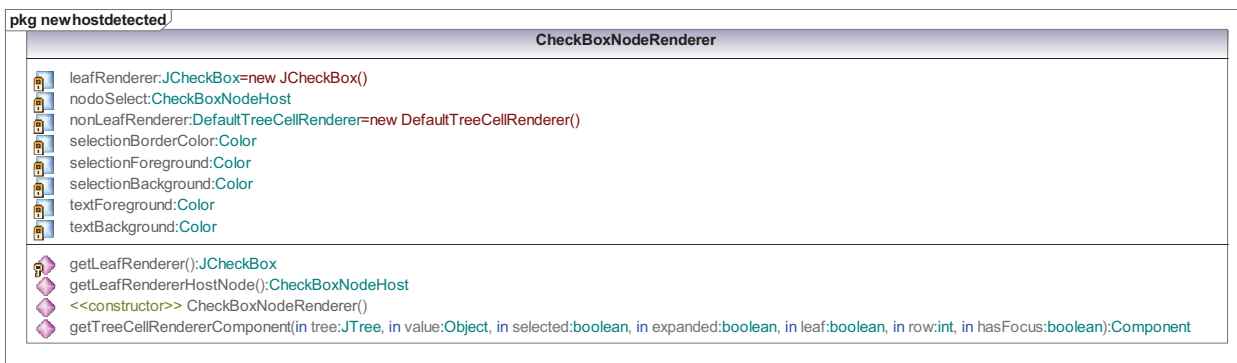 pkg newhostdetected
CheckBoxNodeRenderer
leafRenderer:JCheckBox=new JCheckBox()
nodoSelect:CheckBoxNodeHost
nonLeafRenderer:DefaultTreeCellRenderer=new DefaultTreeCellRenderer()
selectionBorderColor:Color
selectionForeground:Color
selectionBackground:Color
textForeground:Color
textBackground:Color
getLeafRenderer():JCheckBox
getLeafRendererHostNode():CheckBoxNodeHost
<<constructor>> CheckBoxNodeRenderer()
getTreeCellRendererComponent(in tree:JTree, in value:Object, in selected:boolean, in expanded:boolean, in leaf:boolean, in row:int, in hasFocus:boolean):Component